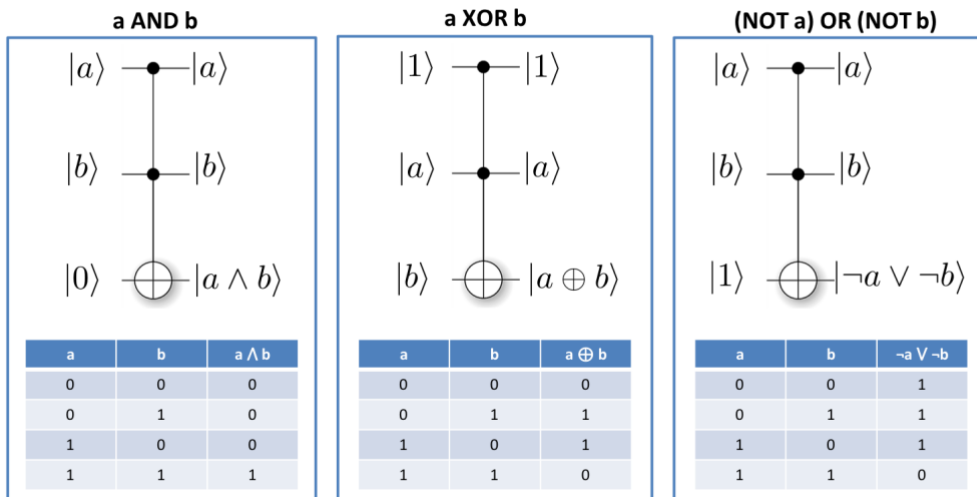 a AND b
|a⟩ |a⟩
|b⟩ |b⟩
|0⟩ |a ∧ b⟩
a b a ⋀ b
0 0 0
0 1 0
1 0 0
1 1 1
a XOR b
|1⟩ |1⟩
|a⟩ |a⟩
|b⟩ |a ⊕ b⟩
a b a ⊕ b
0 0 0
0 1 1
1 0 1
1 1 0
(NOT a) OR (NOT b)
|a⟩ |a⟩
|b⟩ |b⟩
|1⟩ |¬a ∨ ¬b⟩
a b ¬a V ¬b
0 0 1
0 1 1
1 0 1
1 1 0